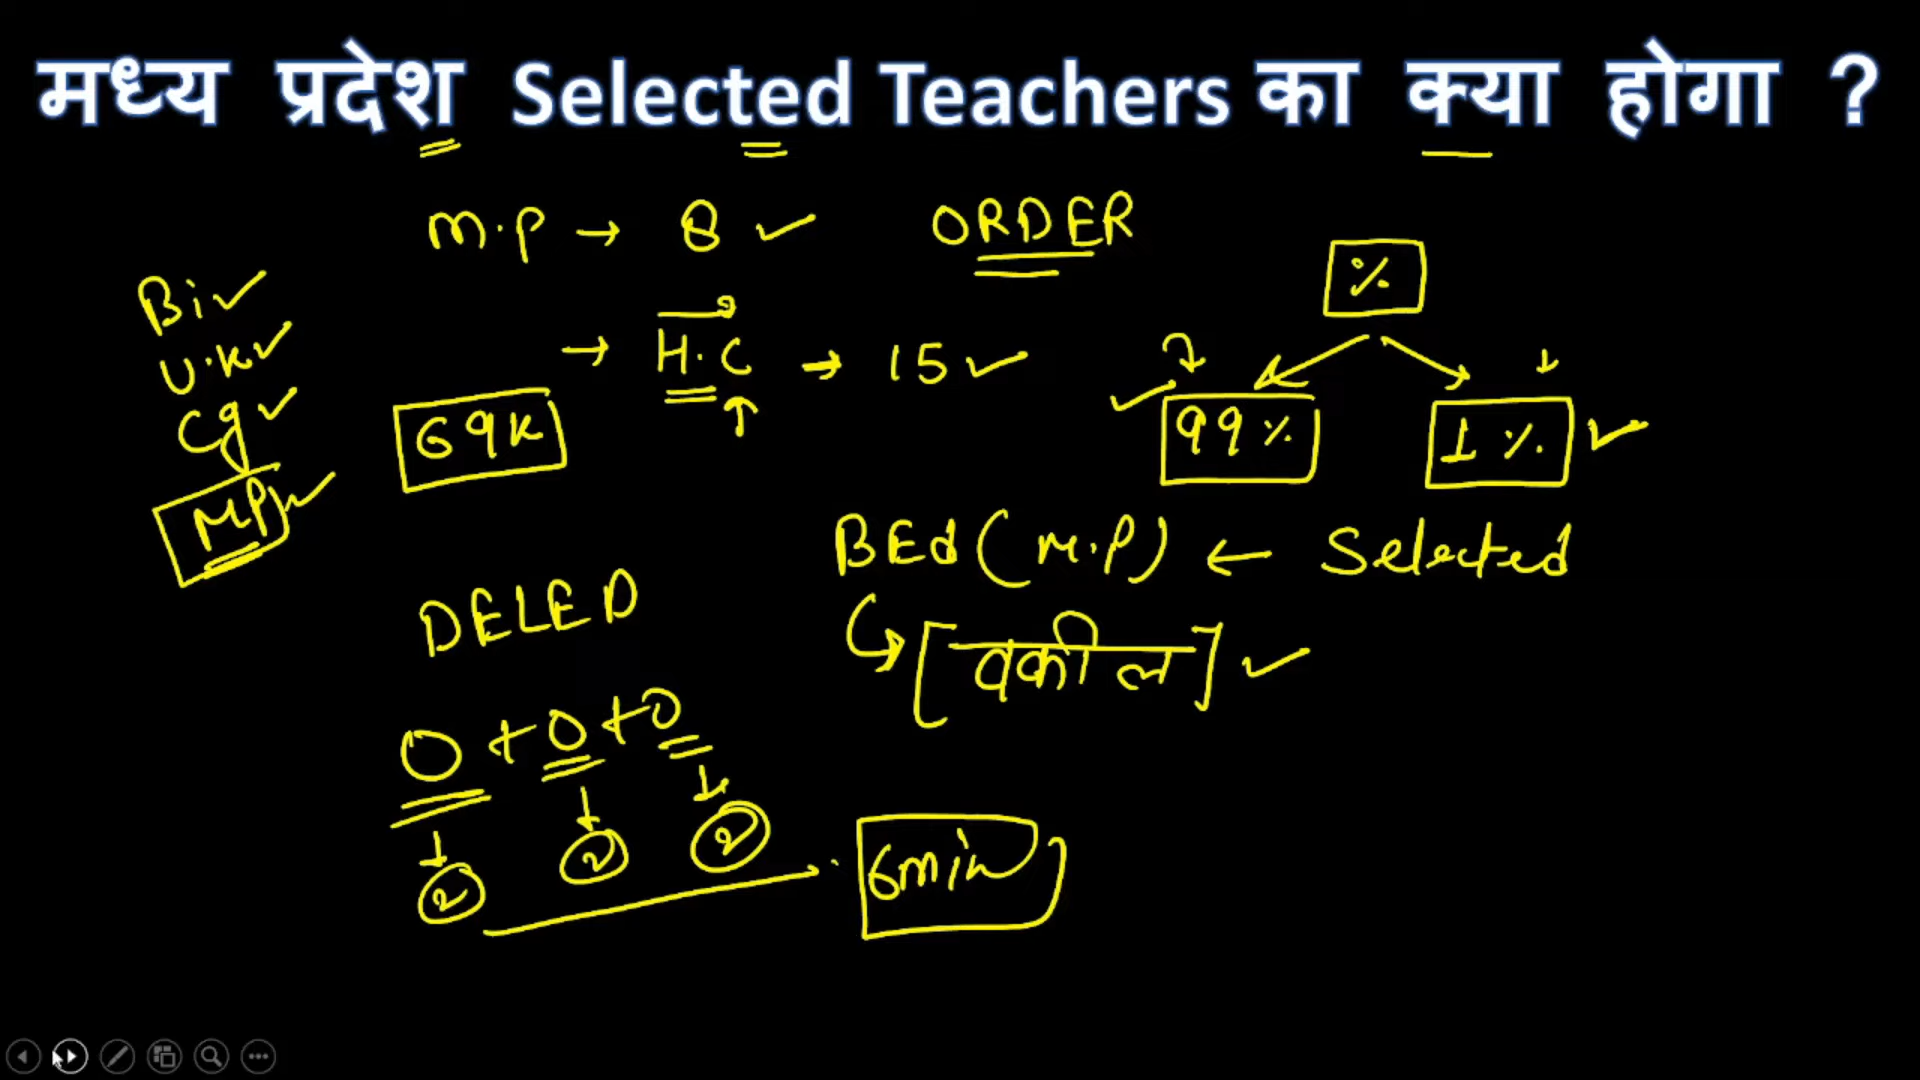 मध्य प्रदेश Selected Teachers का क्या होगा ?
M.P → 8 ✓ ORDER
%
Bi ✓
U.K ✓
Cg ✓
MP ✓
→ H.C → 15 ✓
69K
99%
1%
BEd (M.P) ← Selected
[वकील] ✓
DELED
0 + 0 + 0
2 2 2
6min